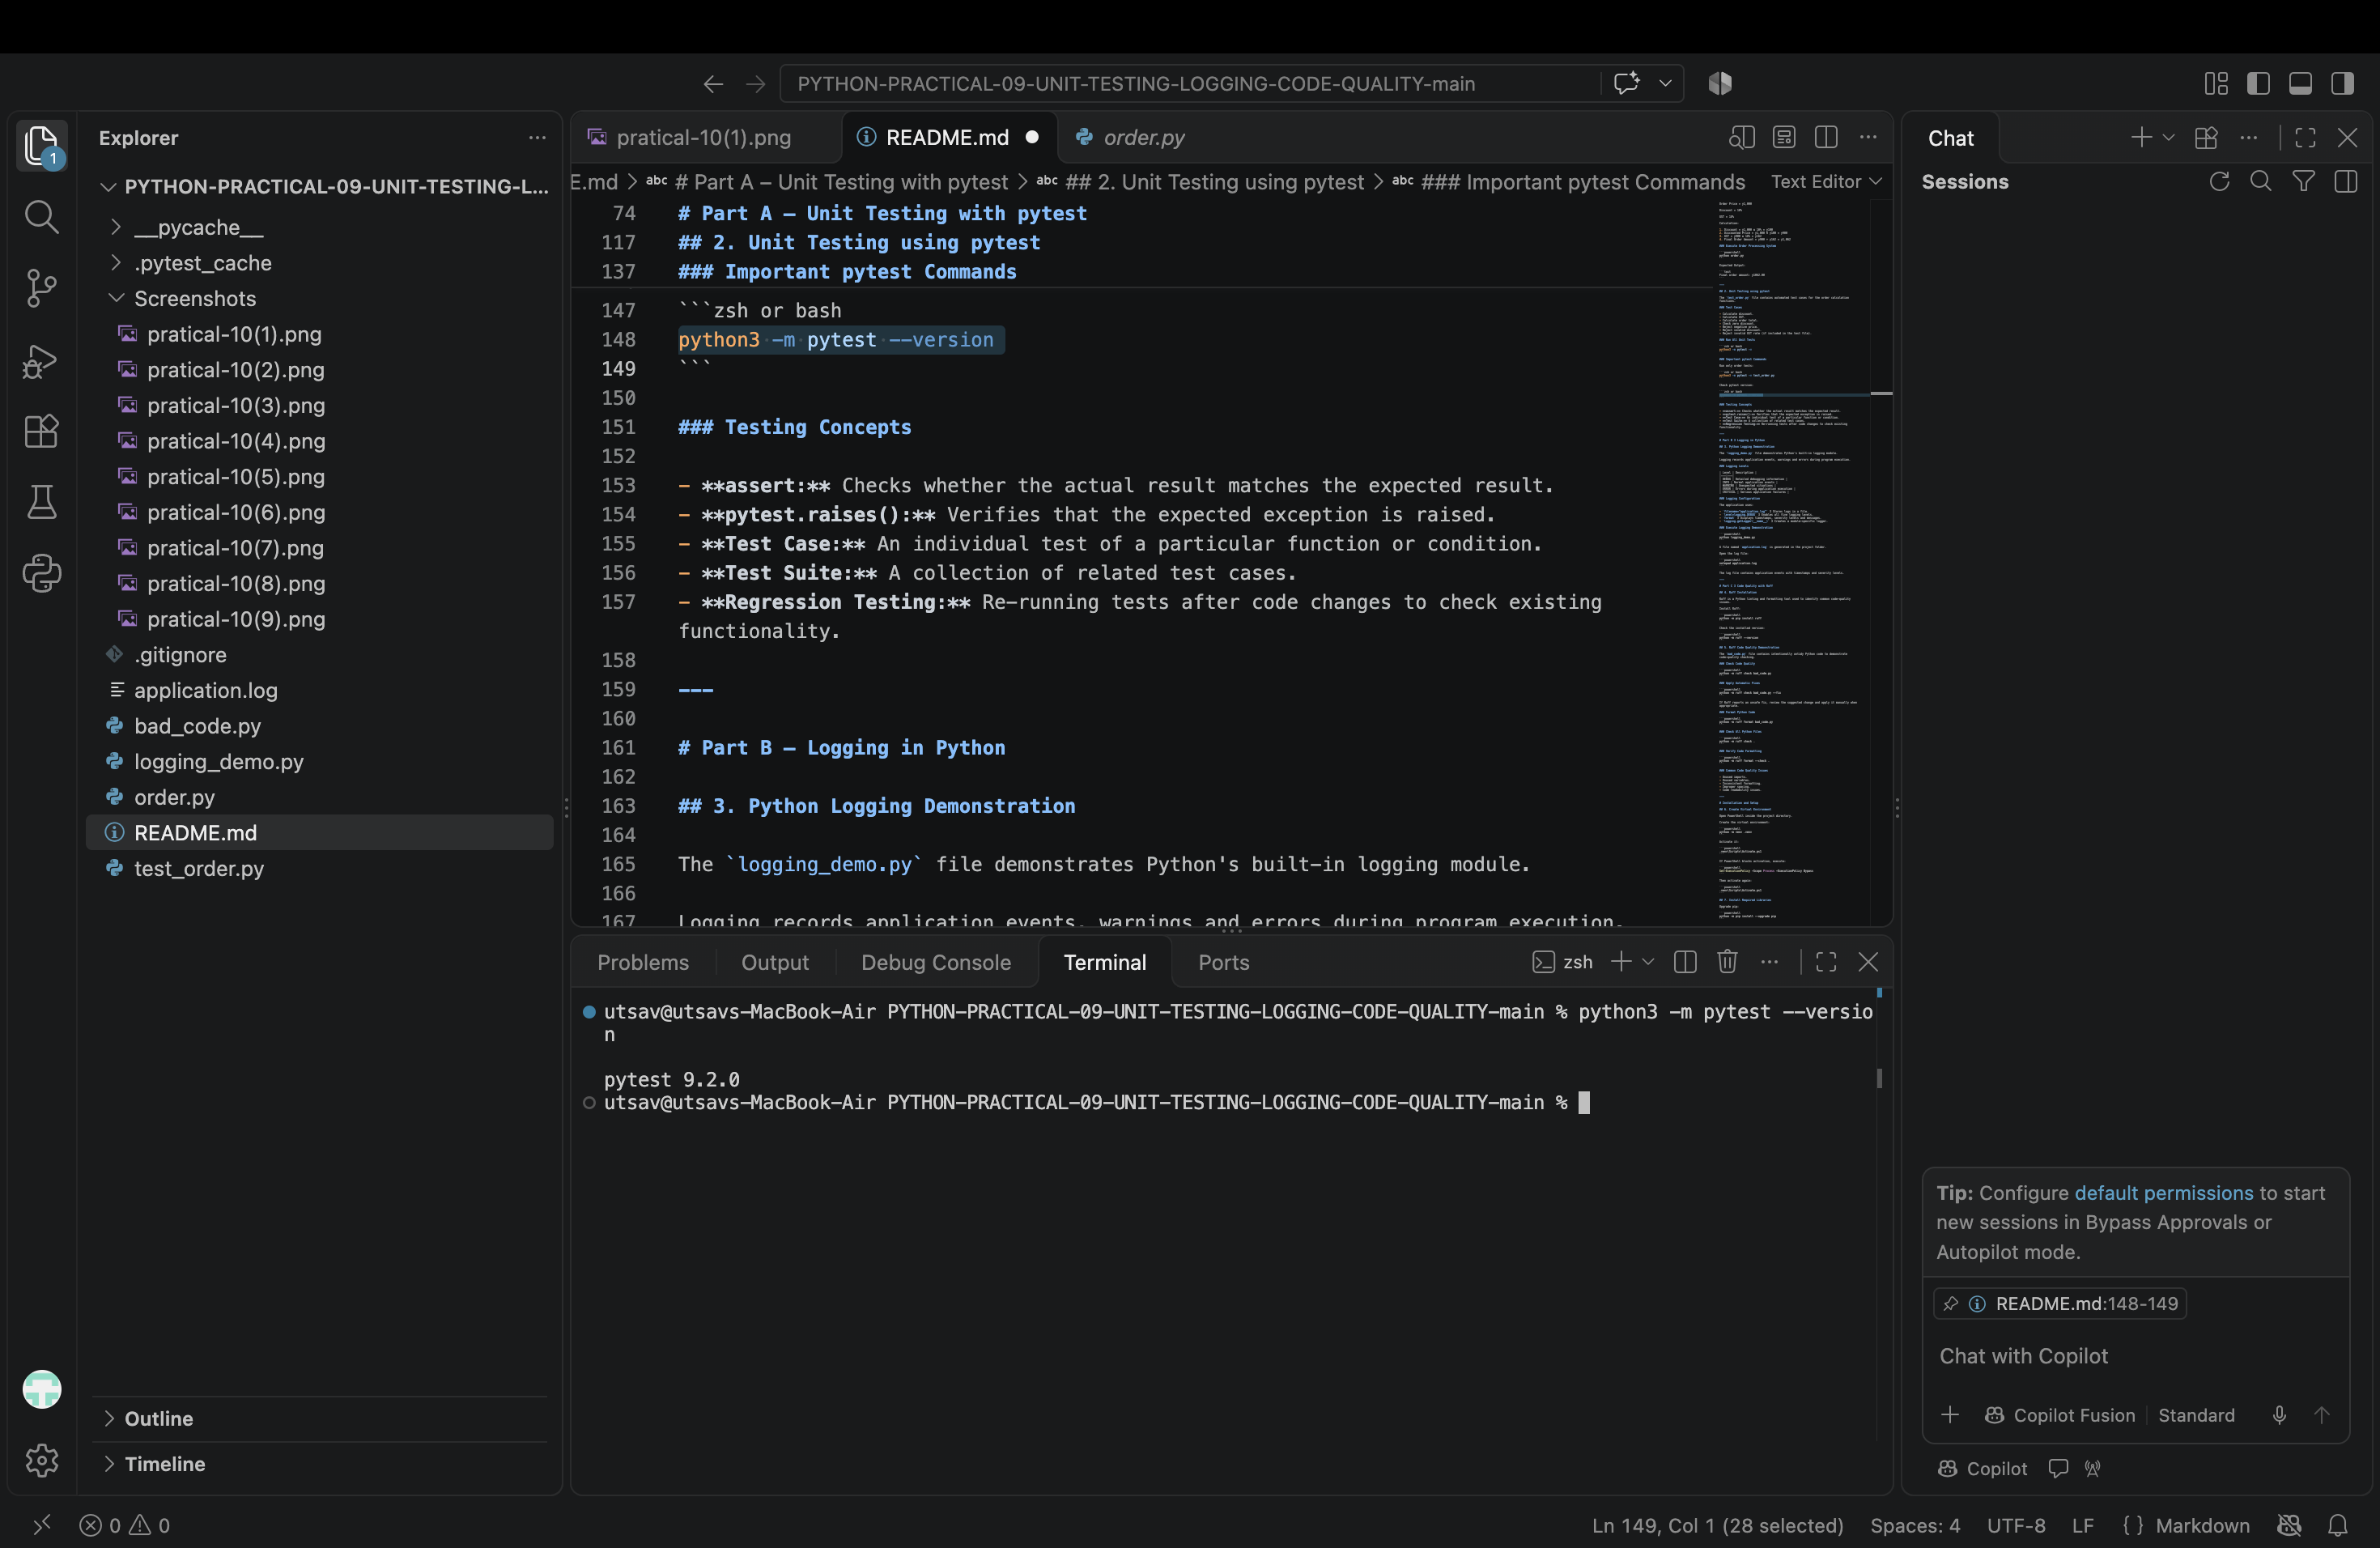 PYTHON-PRACTICAL-09-UNIT-TESTING-LOGGING-CODE-QUALITY-main
Explorer
PYTHON-PRACTICAL-09-UNIT-TESTING-L...
__pycache__
.pytest_cache
Screenshots
pratical-10(1).png
pratical-10(2).png
pratical-10(3).png
pratical-10(4).png
pratical-10(5).png
pratical-10(6).png
pratical-10(7).png
pratical-10(8).png
pratical-10(9).png
.gitignore
application.log
bad_code.py
logging_demo.py
order.py
README.md
test_order.py
Outline
Timeline
1
pratical-10(1).png
README.md
order.py
E.md > # Part A – Unit Testing with pytest > ## 2. Unit Testing using pytest > ### Important pytest Commands
Text Editor
74 # Part A – Unit Testing with pytest
117 ## 2. Unit Testing using pytest
137 ### Important pytest Commands
147 ```zsh or bash
148 python3 -m pytest --version
149 ```
150
151 ### Testing Concepts
152
153 - **assert:** Checks whether the actual result matches the expected result.
154 - **pytest.raises():** Verifies that the expected exception is raised.
155 - **Test Case:** An individual test of a particular function or condition.
156 - **Test Suite:** A collection of related test cases.
157 - **Regression Testing:** Re-running tests after code changes to check existing
functionality.
158
159 ---
160
161 # Part B – Logging in Python
162
163 ## 3. Python Logging Demonstration
164
165 The `logging_demo.py` file demonstrates Python's built-in logging module.
166
167 Logging records application events, warnings and errors during program execution.
Problems
Output
Debug Console
Terminal
Ports
zsh
utsav@utsavs-MacBook-Air PYTHON-PRACTICAL-09-UNIT-TESTING-LOGGING-CODE-QUALITY-main % python3 -m pytest --versio
n
pytest 9.2.0
utsav@utsavs-MacBook-Air PYTHON-PRACTICAL-09-UNIT-TESTING-LOGGING-CODE-QUALITY-main %
Chat
Sessions
Tip: Configure default permissions to start
new sessions in Bypass Approvals or
Autopilot mode.
README.md:148-149
Chat with Copilot
Copilot Fusion
Standard
Copilot
0
0
Ln 149, Col 1 (28 selected)
Spaces: 4
UTF-8
LF
{ } Markdown